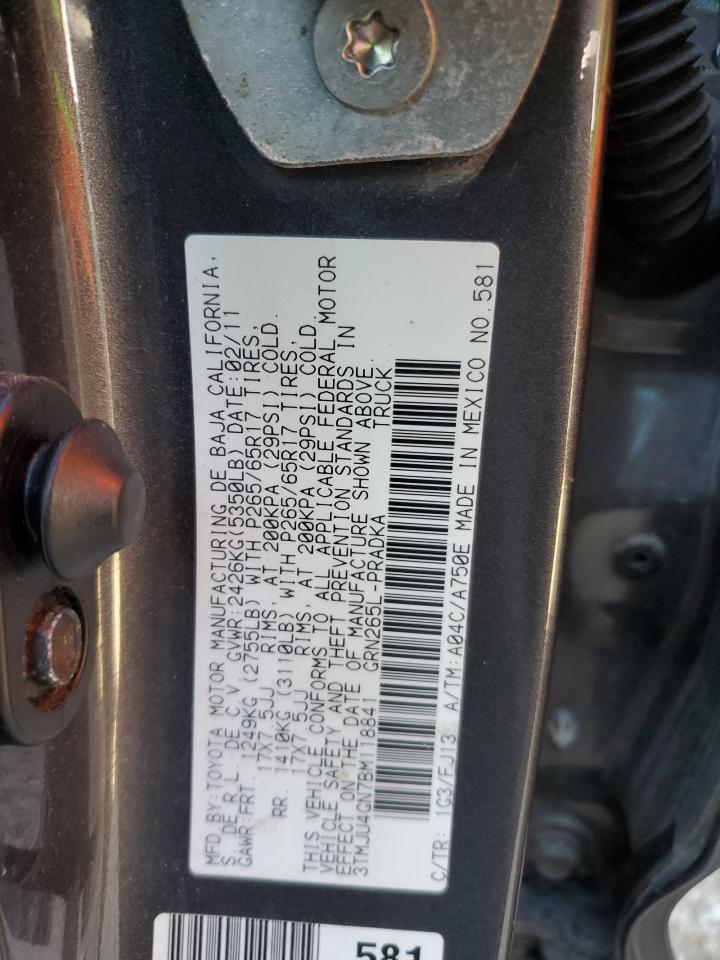 MFD.BY:TOYOTA MOTOR MANUFACTURING DE BAJA CALIFORNIA,
S. DE R.L. DE C.V. GVWR:2426KG(5350LB) DATE:02/11
GAWR:FRT. 1249KG (2755LB) WITH P265/65R17 TIRES,
17X7.5JJ RIMS, AT 200KPA (29PSI) COLD.
RR. 1410KG (3110LB) WITH P265/65R17 TIRES,
17X7.5JJ RIMS, AT 200KPA (29PSI) COLD.
THIS VEHICLE CONFORMS TO ALL APPLICABLE FEDERAL MOTOR
VEHICLE SAFETY AND THEFT PREVENTION STANDARDS IN
EFFECT ON THE DATE OF MANUFACTURE SHOWN ABOVE.
3TMJU4GN7BM118841 GRN265L-PRADKA TRUCK
C/TR: 1G3/FJ13 A/TM:A04C/A750E MADE IN MEXICO NO.581
581